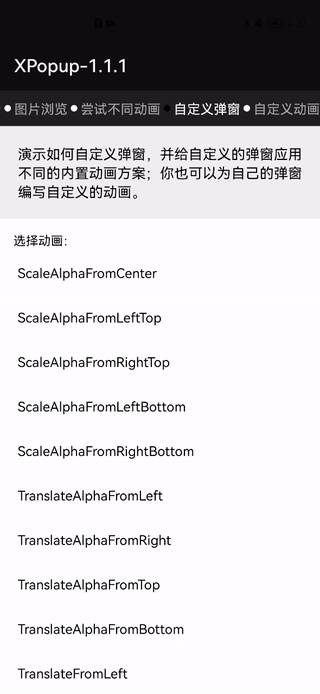 XPopup-1.1.1
图片浏览 尝试不同动画 自定义弹窗 自定义动画
演示如何自定义弹窗，并给自定义的弹窗应用
不同的内置动画方案；你也可以为自己的弹窗
编写自定义的动画。
选择动画：
ScaleAlphaFromCenter
ScaleAlphaFromLeftTop
ScaleAlphaFromRightTop
ScaleAlphaFromLeftBottom
ScaleAlphaFromRightBottom
TranslateAlphaFromLeft
TranslateAlphaFromRight
TranslateAlphaFromTop
TranslateAlphaFromBottom
TranslateFromLeft